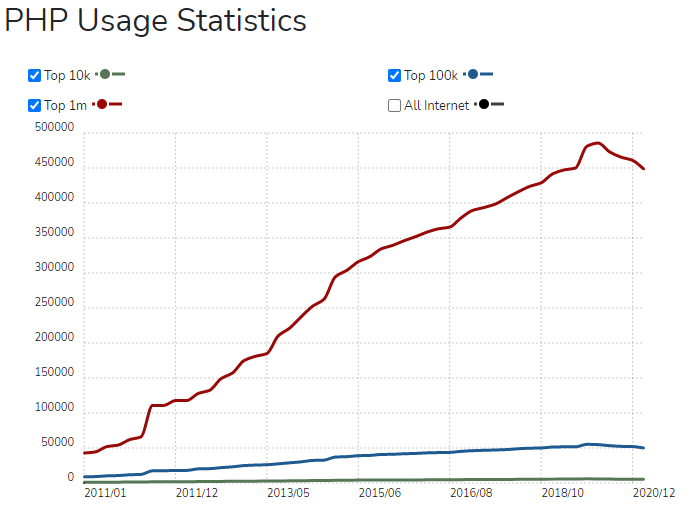 PHP Usage Statistics
Top 10k
Top 100k
Top 1m
All Internet
500000
450000
400000
350000
300000
250000
200000
150000
100000
50000
0
2011/01 2011/12 2013/05 2015/06 2016/08 2018/10 2020/12